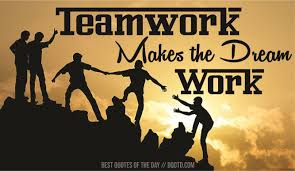 Teamwork
Makes the Dream
Work
BEST QUOTES OF THE DAY // BQOTD.COM